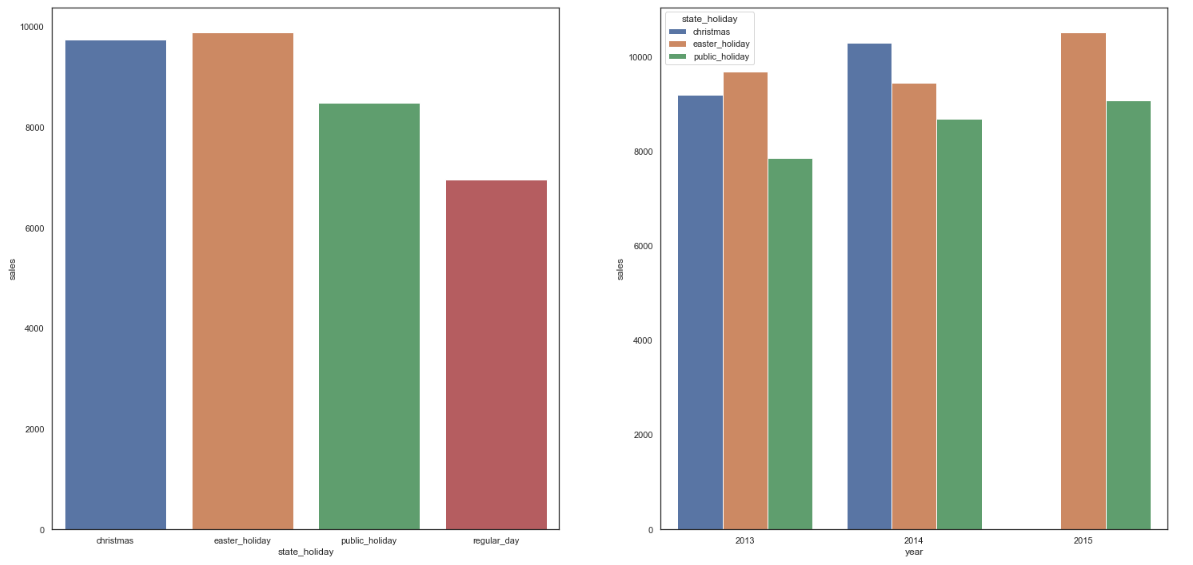 10000
8000
6000
4000
2000
0
sales
christmas
easter_holiday
public_holiday
regular_day
state_holiday
state_holiday
christmas
easter_holiday
public_holiday
10000
8000
6000
4000
2000
0
sales
2013
2014
2015
year